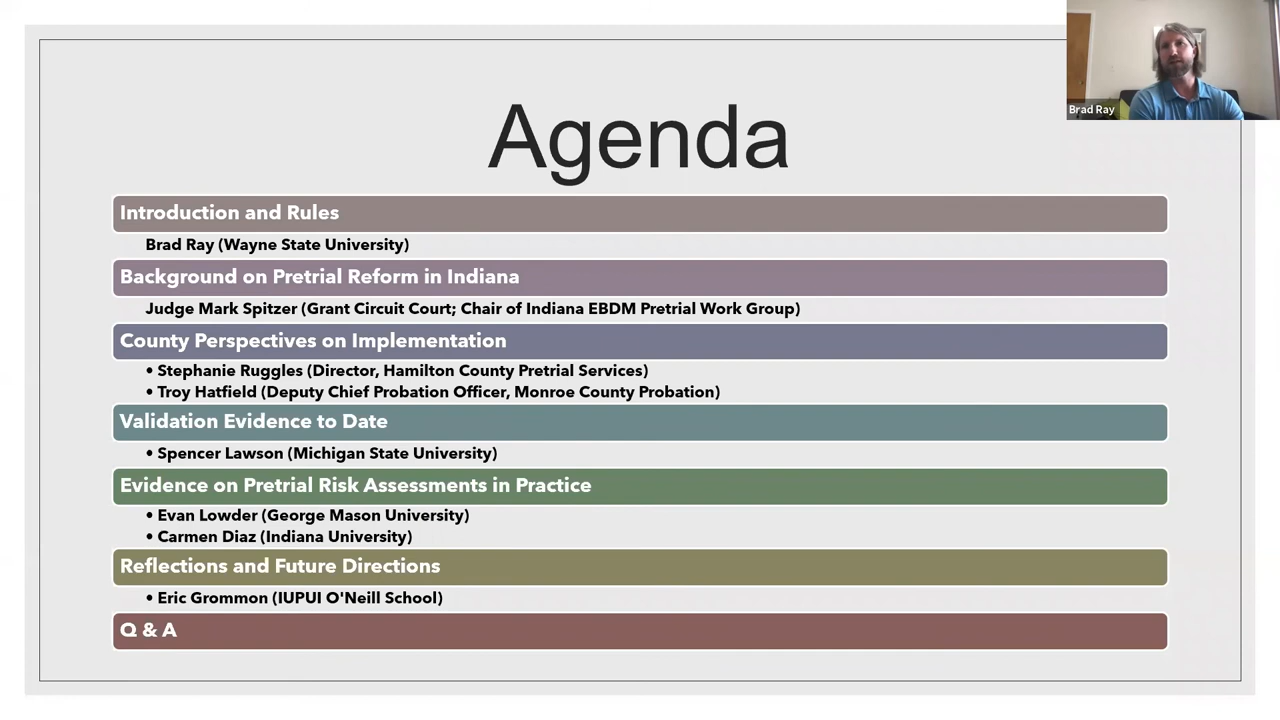 Agenda
Brad Ray
Introduction and Rules
Brad Ray (Wayne State University)
Background on Pretrial Reform in Indiana
Judge Mark Spitzer (Grant Circuit Court; Chair of Indiana EBDM Pretrial Work Group)
County Perspectives on Implementation
• Stephanie Ruggles (Director, Hamilton County Pretrial Services)
• Troy Hatfield (Deputy Chief Probation Officer, Monroe County Probation)
Validation Evidence to Date
• Spencer Lawson (Michigan State University)
Evidence on Pretrial Risk Assessments in Practice
• Evan Lowder (George Mason University)
• Carmen Diaz (Indiana University)
Reflections and Future Directions
• Eric Grommon (IUPUI O'Neill School)
Q & A